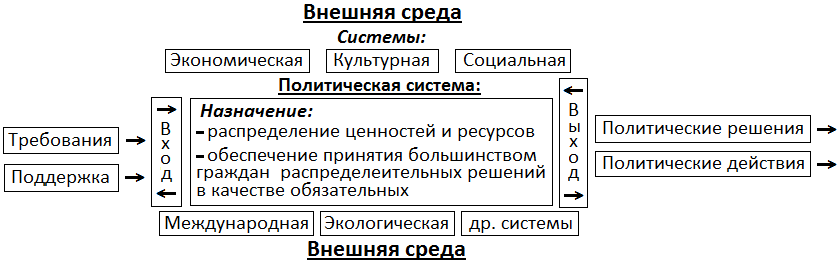 Внешняя среда
Системы:
Экономическая Культурная Социальная
Политическая система:
Требования
Поддержка
Вход
Назначение:
– распределение ценностей и ресурсов
– обеспечение принятия большинством
граждан распределеительных решений
в качестве обязательных
Выход
Политические решения
Политические действия
Международная Экологическая др. системы
Внешняя среда